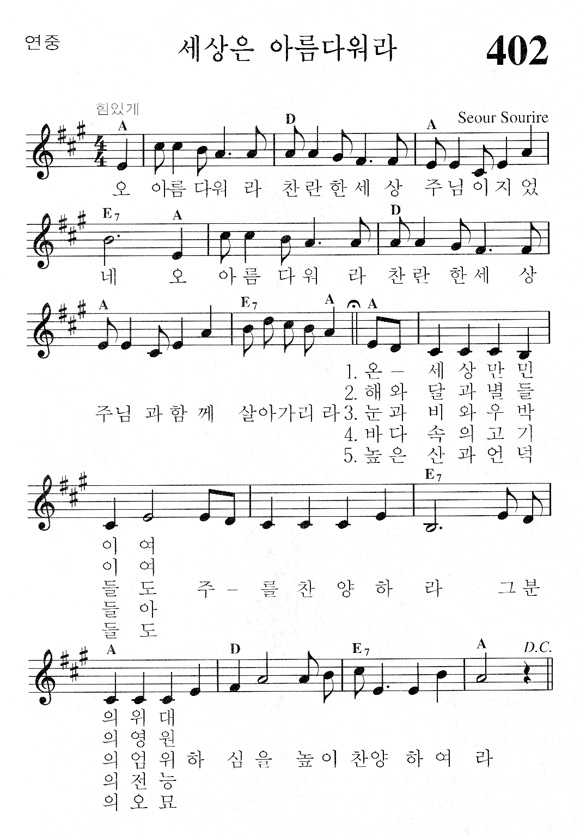 연중
세상은 아름다워라
402
힘있게
Seour Sourire
A D A
오 아름 다워 라 찬 란 한 세 상 주 님 이 지 었
E7 A D
네 오 아 름 다 워 라 찬 란 한 세 상
A E7 A A
1. 온 - 세 상 만 민
2. 해 와 달 과 별 들
주님 과 함 께 살아가리 라 3. 눈 과 비 와 우 박
4. 바 다 속 의 고 기
5. 높 은 산 과 언 덕
E7
이 여
이 여
들 도 주 - 를 찬 양 하 라 그분
들 아
들 도
A D E7 A D.C.
의 위 대
의 영 원
의 엄 위 하 심 을 높 이 찬양 하 여 라
의 전 능
의 오 묘